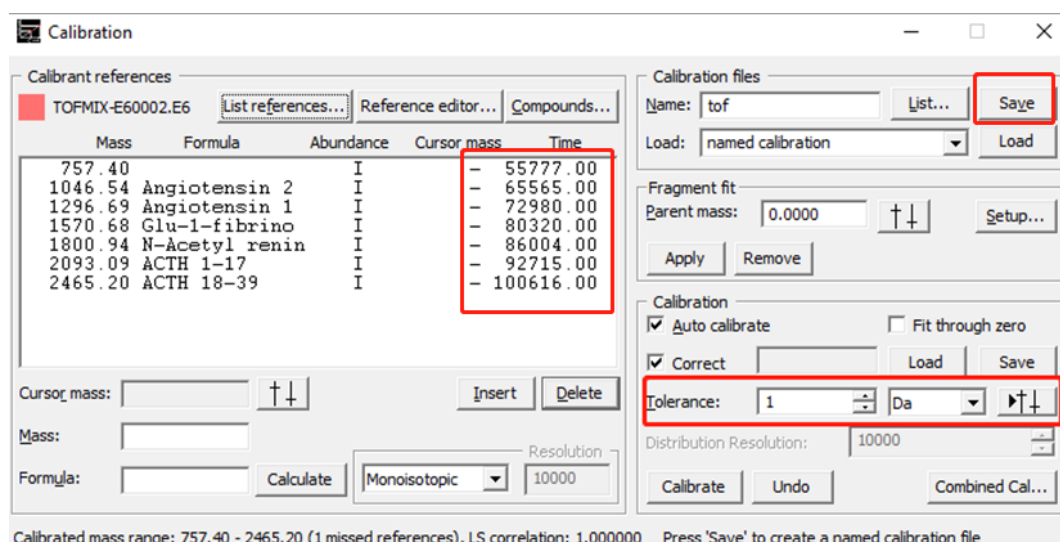 Calibration
Calibrant references
TOFMIX-E60002.E6 List references... Reference editor... Compounds...
Mass Formula Abundance Cursor mass Time
757.40 I - 55777.00
1046.54 Angiotensin 2 I - 65565.00
1296.69 Angiotensin 1 I - 72980.00
1570.68 Glu-1-fibrino I - 80320.00
1800.94 N-Acetyl renin I - 86004.00
2093.09 ACTH 1-17 I - 92715.00
2465.20 ACTH 18-39 I - 100616.00
Cursor mass: Insert Delete
Mass:
Formula: Calculate Monoisotopic Resolution 10000
Calibration files
Name: tof List... Save
Load: named calibration Load
Fragment fit
Parent mass: 0.0000 Setup...
Apply Remove
Calibration
Auto calibrate Fit through zero
Correct Load Save
Tolerance: 1 Da
Distribution Resolution: 10000
Calibrate Undo Combined Cal...
Calibrated mass range: 757.40 - 2465.20 (1 missed references), LS correlation: 1.000000 Press 'Save' to create a named calibration file